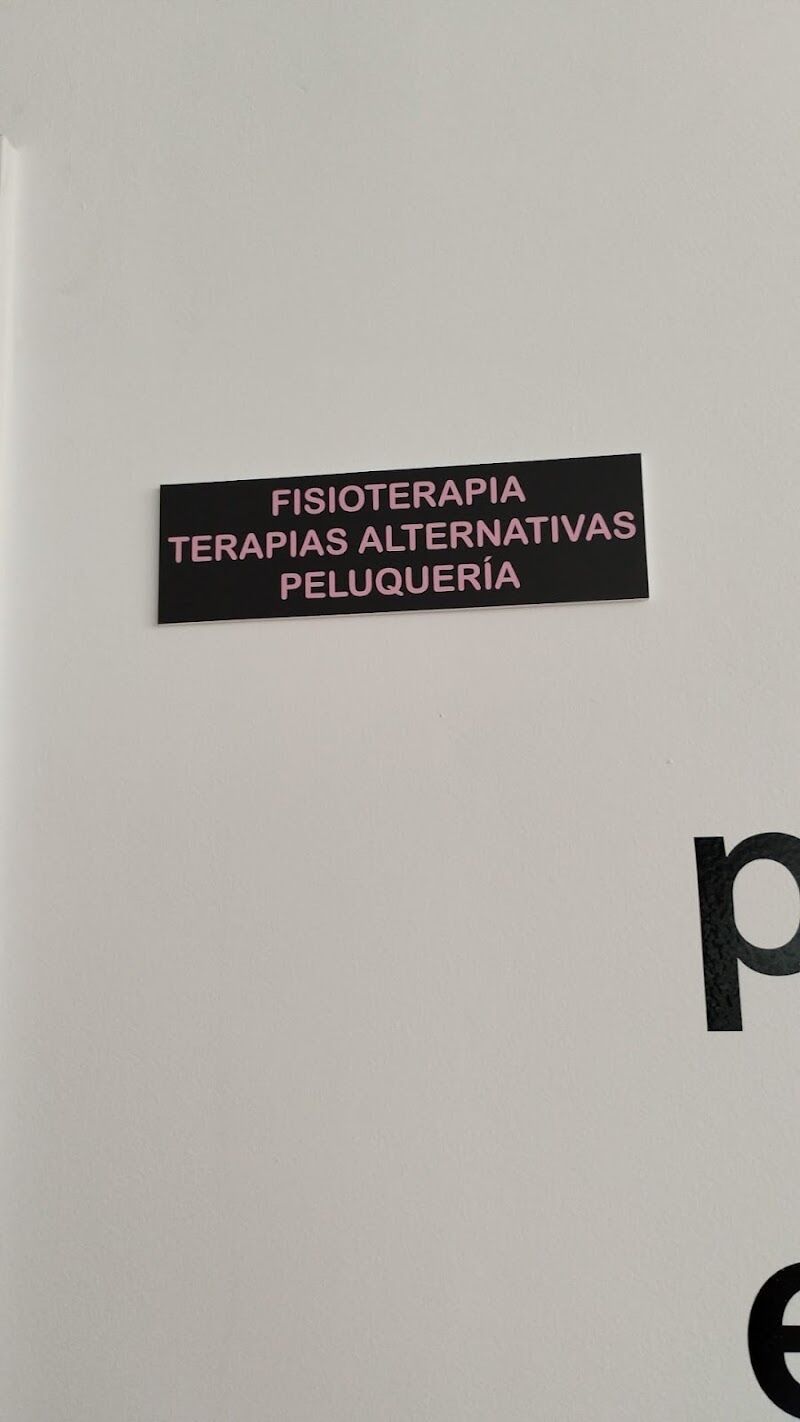 FISIOTERAPIA
TERAPIAS ALTERNATIVAS
PELUQUERÍA
p
e